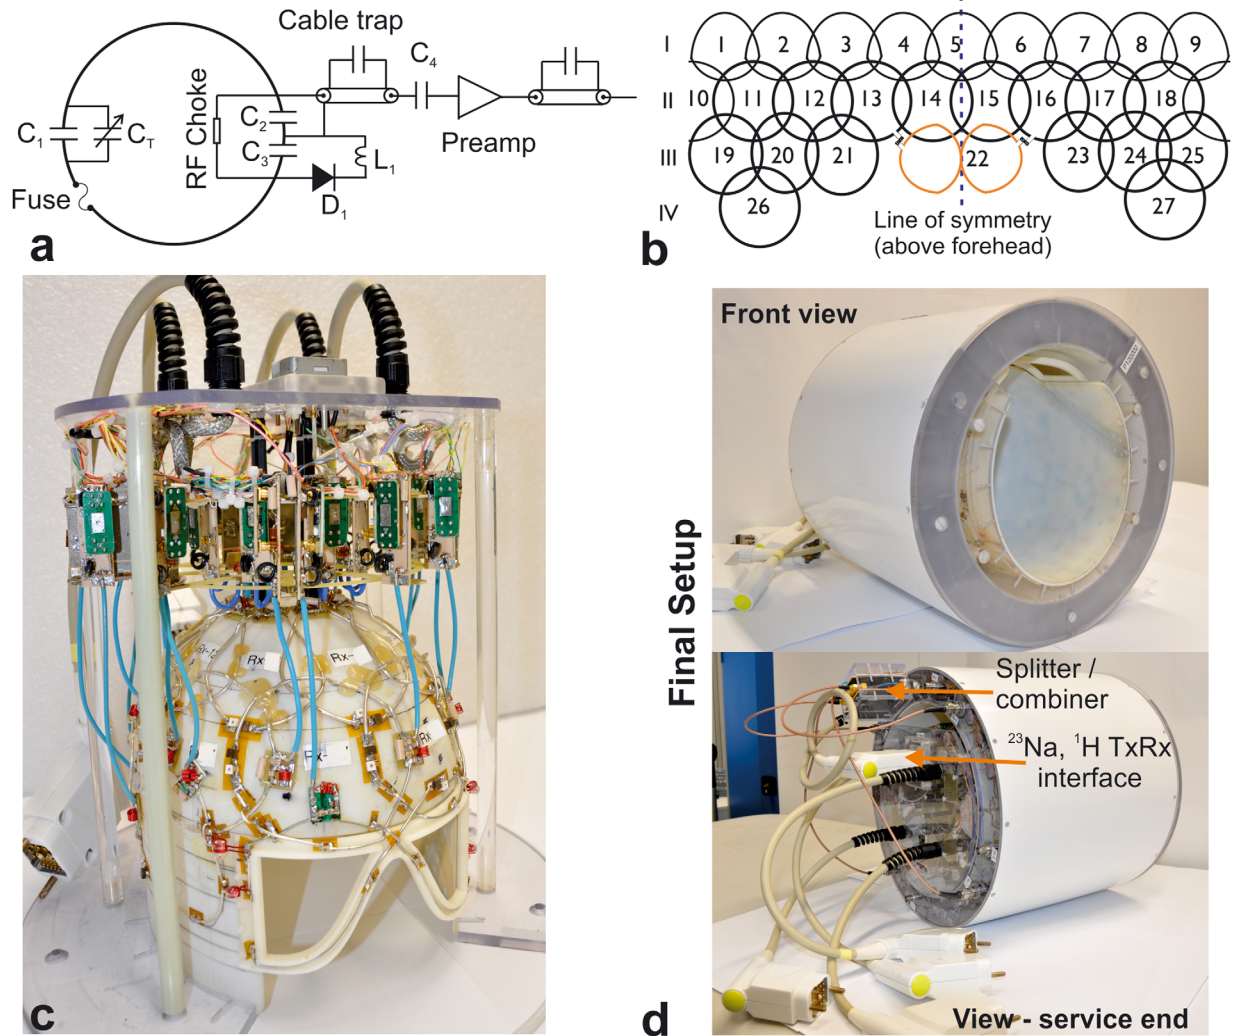 Cable trap
C4
RF Choke
C2
C3
C1
CT
L1
D1
Preamp
Fuse
a
I
1 2 3 4 5 6 7 8 9
II
10 11 12 13 14 15 16 17 18
III
19 20 21 22 23 24 25
IV
26 27
Line of symmetry
(above forehead)
b
Rx-
Rx-
Rx-
Rx
c
Final Setup
Front view
Splitter /
combiner
23Na, 1H TxRx
interface
View - service end
d